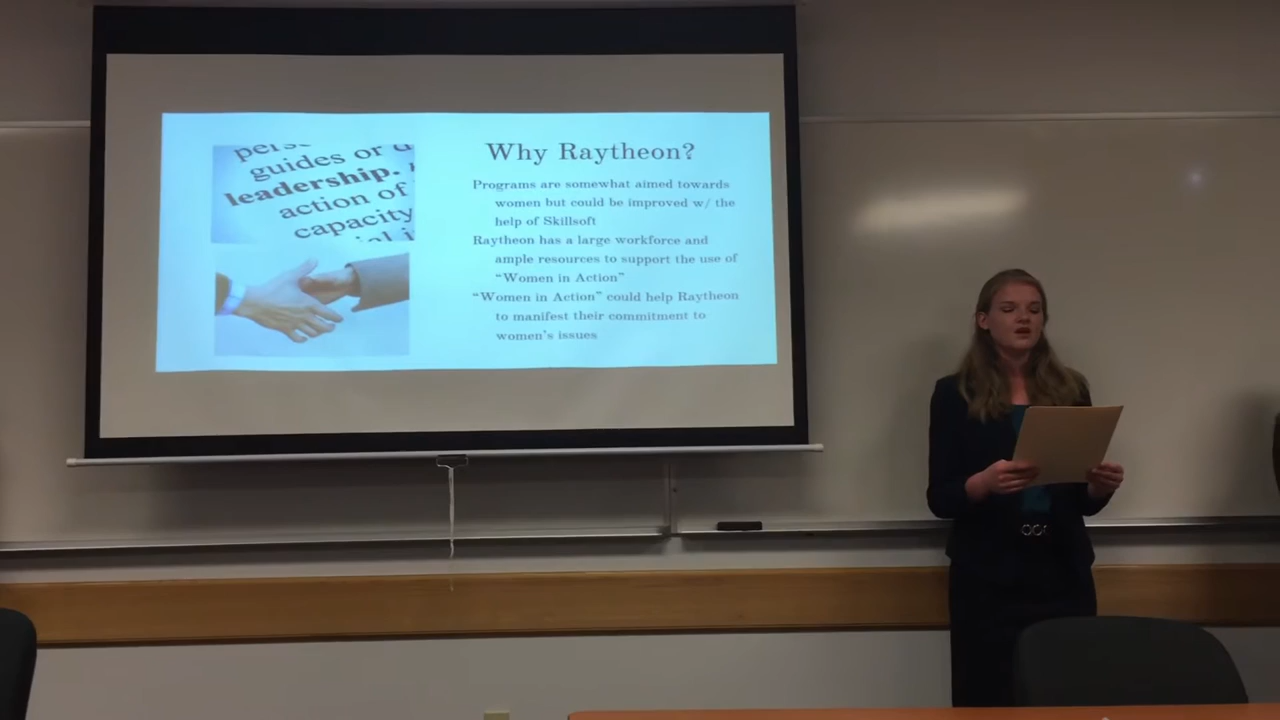 guides or
leadership.
action of
capacity
Why Raytheon?
Programs are somewhat aimed towards
women but could be improved w/ the
help of Skillsoft
Raytheon has a large workforce and
ample resources to support the use of
“Women in Action”
“Women in Action” could help Raytheon
to manifest their commitment to
women’s issues